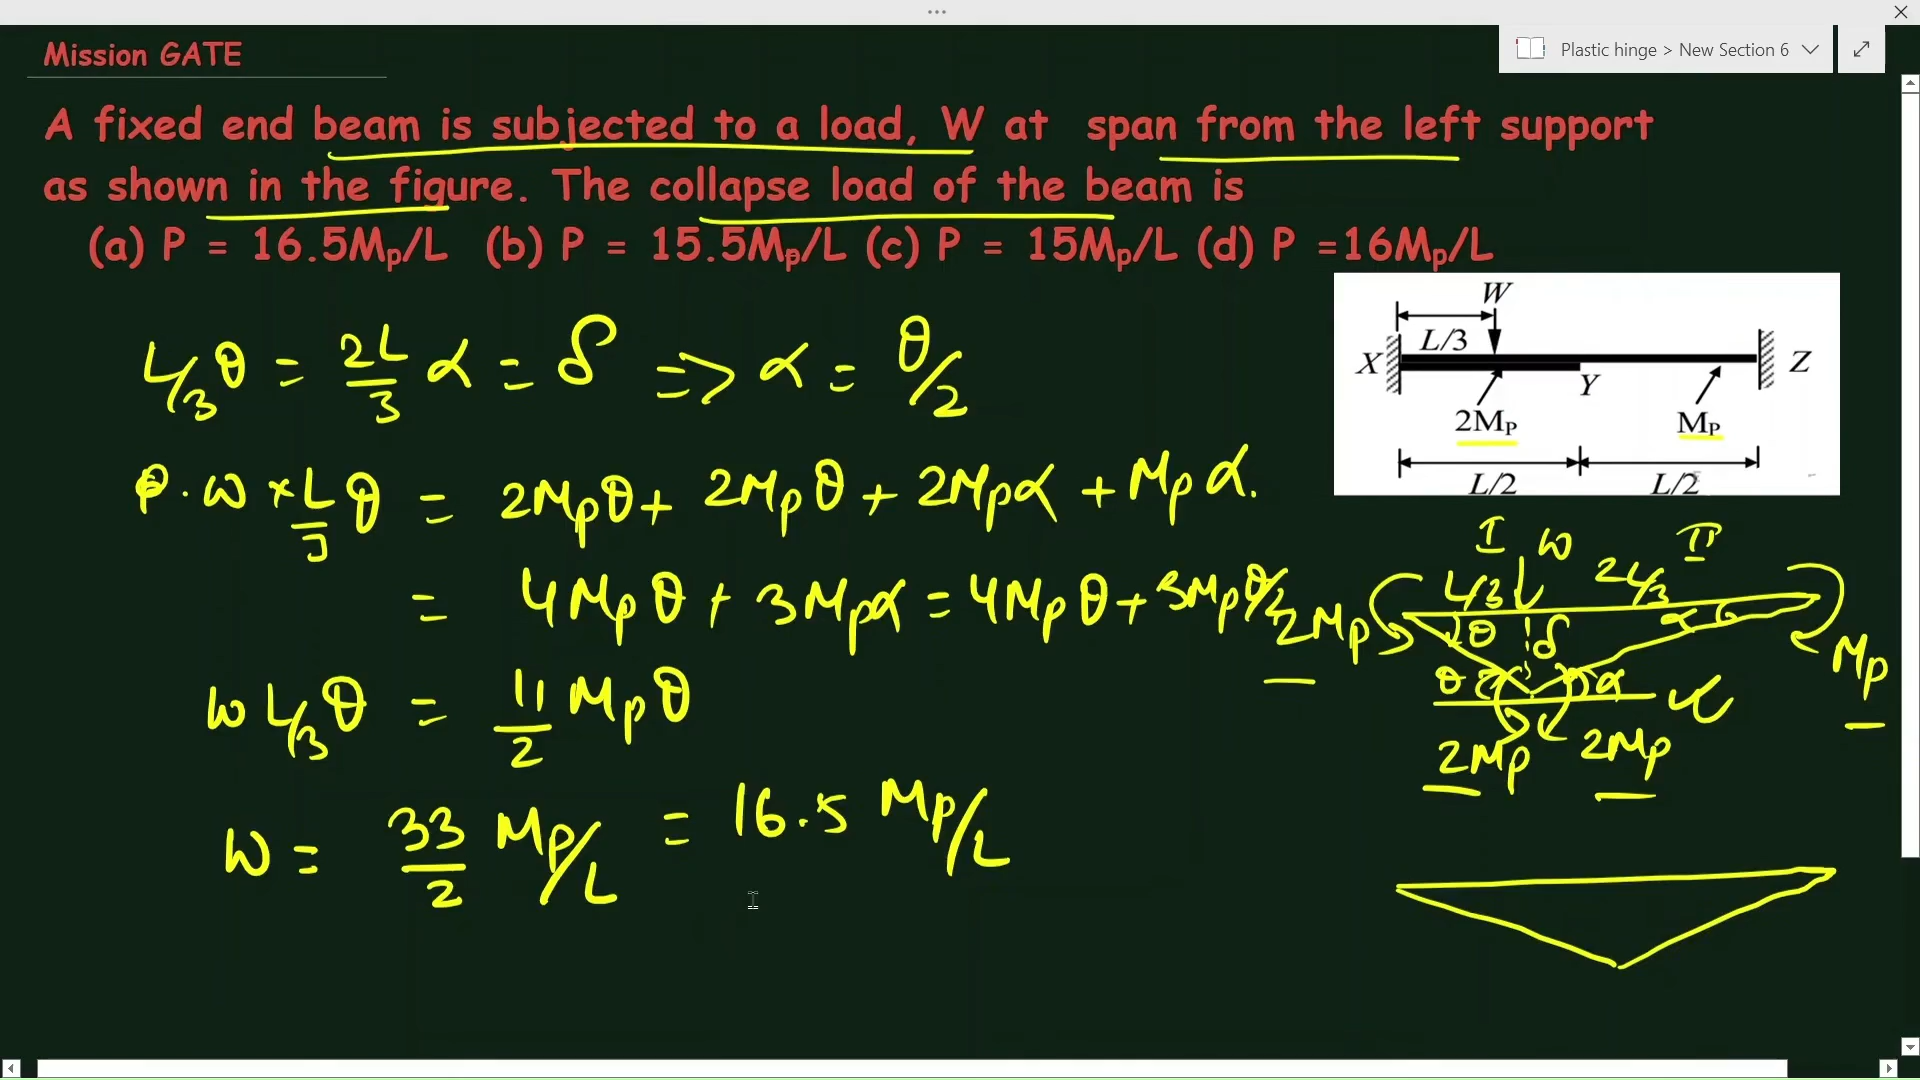 Mission GATE
Plastic hinge > New Section 6
A fixed end beam is subjected to a load, W at span from the left support
as shown in the figure. The collapse load of the beam is
(a) P = 16.5Mₚ/L (b) P = 15.5Mₚ/L (c) P = 15Mₚ/L (d) P =16Mₚ/L
W
L/3
X
Z
Y
2M_P
M_P
L/2
L/2
L/3 θ = 2L/3 α = δ => α = θ/2
W × L/3 θ = 2Mpθ + 2Mpθ + 2Mpα + Mpα.
= 4Mpθ + 3Mpα = 4Mpθ + 3Mpθ/2
W L/3 θ = 11/2 Mpθ
W = 33/2 Mp/L = 16.5 Mp/L
I W II
L/3 2L/3
θ δ α
2Mp
Mp
θ α
2Mp 2Mp